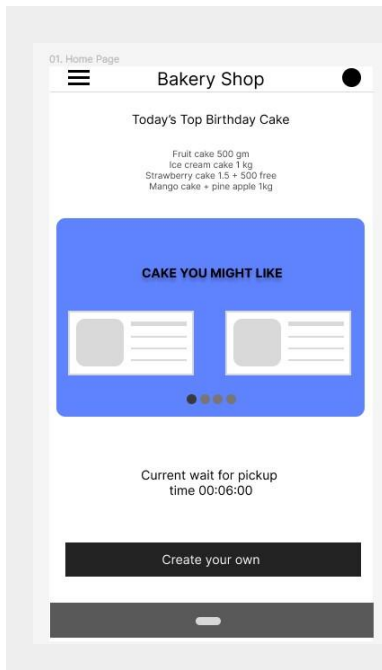 01. Home Page
Bakery Shop
Today's Top Birthday Cake
Fruit cake 500 gm
Ice cream cake 1 kg
Strawberry cake 1.5 + 500 free
Mango cake + pine apple 1kg
CAKE YOU MIGHT LIKE
Current wait for pickup
time 00:06:00
Create your own